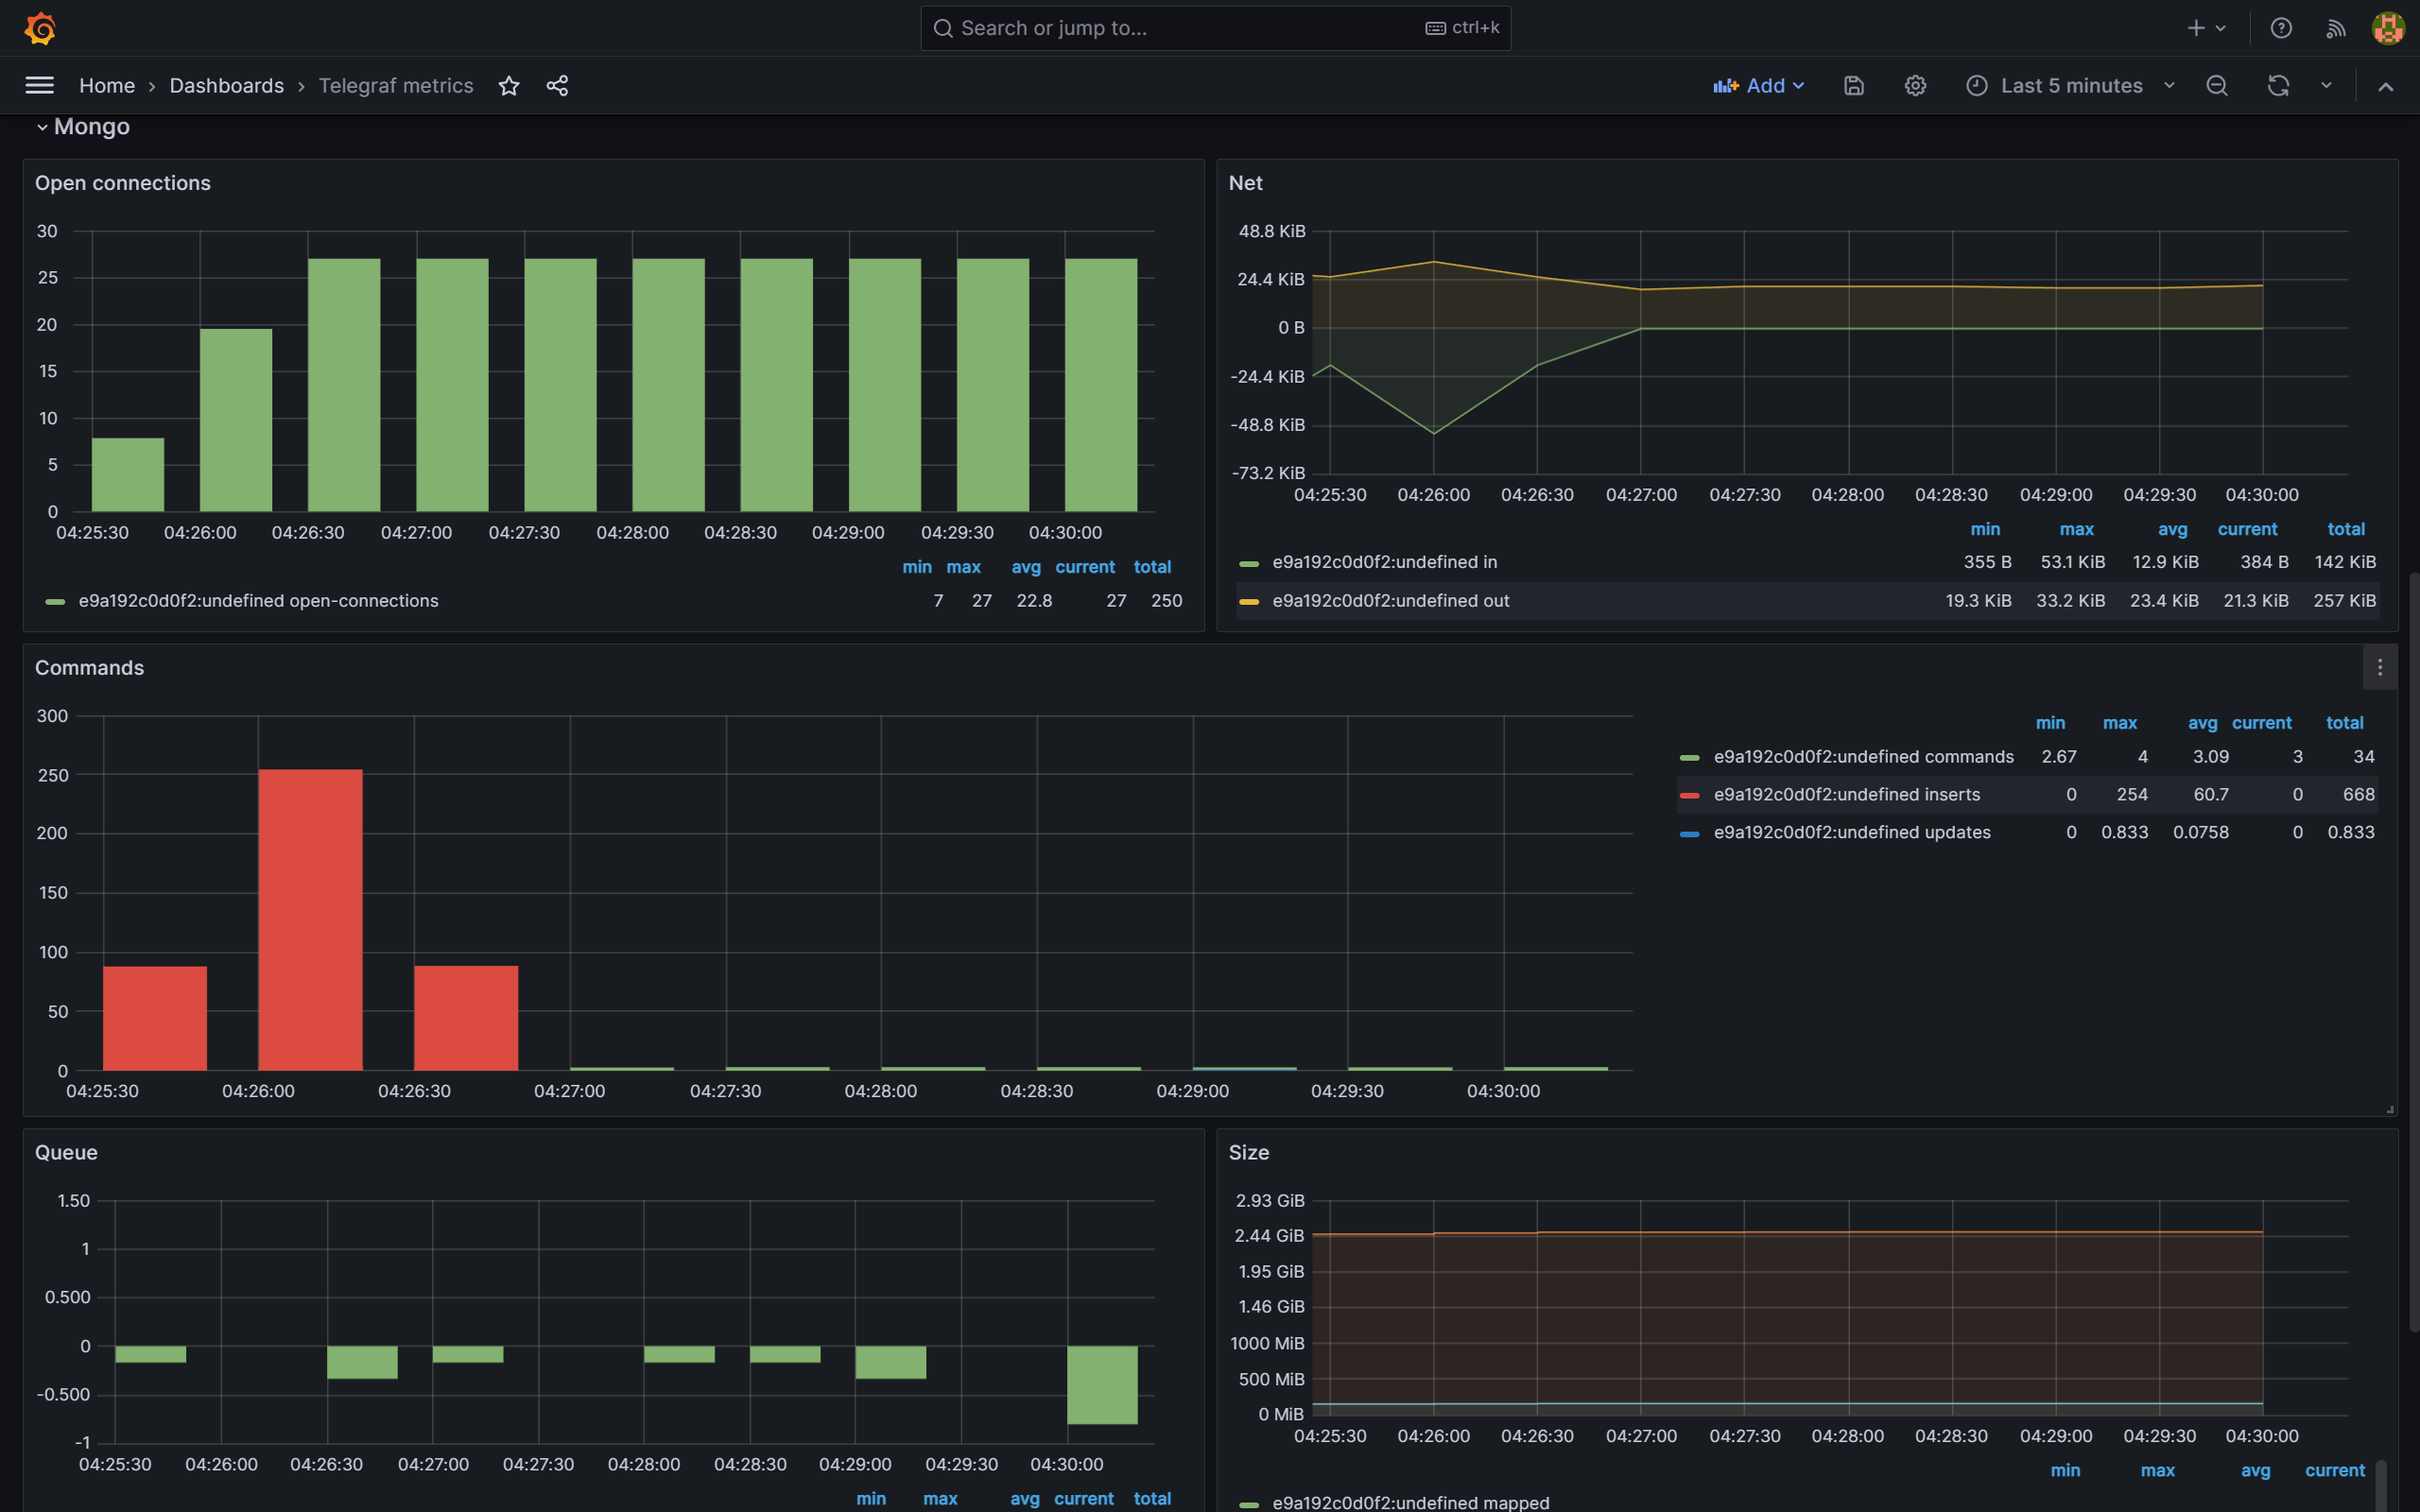 Search or jump to... ctrl+k
Home › Dashboards › Telegraf metrics Add Last 5 minutes
Mongo
Open connections
30
25
20
15
10
5
0
04:25:30 04:26:00 04:26:30 04:27:00 04:27:30 04:28:00 04:28:30 04:29:00 04:29:30 04:30:00
min max avg current total
e9a192c0d0f2:undefined open-connections 7 27 22.8 27 250
Net
48.8 KiB
24.4 KiB
0 B
-24.4 KiB
-48.8 KiB
-73.2 KiB
04:25:30 04:26:00 04:26:30 04:27:00 04:27:30 04:28:00 04:28:30 04:29:00 04:29:30 04:30:00
min max avg current total
e9a192c0d0f2:undefined in 355 B 53.1 KiB 12.9 KiB 384 B 142 KiB
e9a192c0d0f2:undefined out 19.3 KiB 33.2 KiB 23.4 KiB 21.3 KiB 257 KiB
Commands
300
250
200
150
100
50
0
04:25:30 04:26:00 04:26:30 04:27:00 04:27:30 04:28:00 04:28:30 04:29:00 04:29:30 04:30:00
min max avg current total
e9a192c0d0f2:undefined commands 2.67 4 3.09 3 34
e9a192c0d0f2:undefined inserts 0 254 60.7 0 668
e9a192c0d0f2:undefined updates 0 0.833 0.0758 0 0.833
Queue
1.50
1
0.500
0
-0.500
-1
04:25:30 04:26:00 04:26:30 04:27:00 04:27:30 04:28:00 04:28:30 04:29:00 04:29:30 04:30:00
min max avg current total
Size
2.93 GiB
2.44 GiB
1.95 GiB
1.46 GiB
1000 MiB
500 MiB
0 MiB
04:25:30 04:26:00 04:26:30 04:27:00 04:27:30 04:28:00 04:28:30 04:29:00 04:29:30 04:30:00
min max avg current
e9a192c0d0f2:undefined mapped